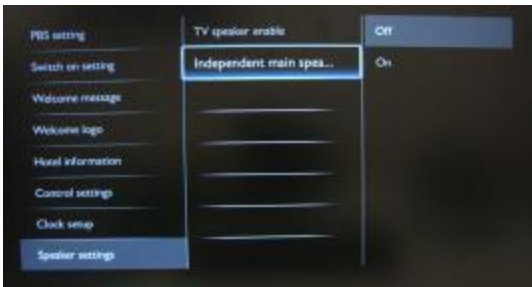 PBS setting
Switch on setting
Welcome message
Welcome logo
Hotel information
Control settings
Clock setup
Speaker settings
TV speaker enable
Independent main spea...
Off
On